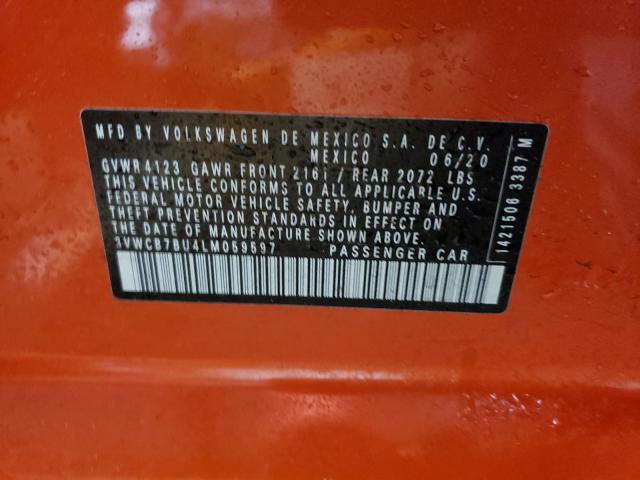 MFD BY VOLKSWAGEN DE MEXICO S.A. DE C.V.
MEXICO 06/20
GVWR4123 GAWR FRONT 2161 / REAR 2072 LBS
THIS VEHICLE CONFORMS TO ALL APPLICABLE U.S.
FEDERAL MOTOR VEHICLE SAFETY, BUMPER AND
THEFT PREVENTION STANDARDS IN EFFECT ON
THE DATE OF MANUFACTURE SHOWN ABOVE.
3VWCB7BU4LM059597 PASSENGER CAR
1421506 3387 M